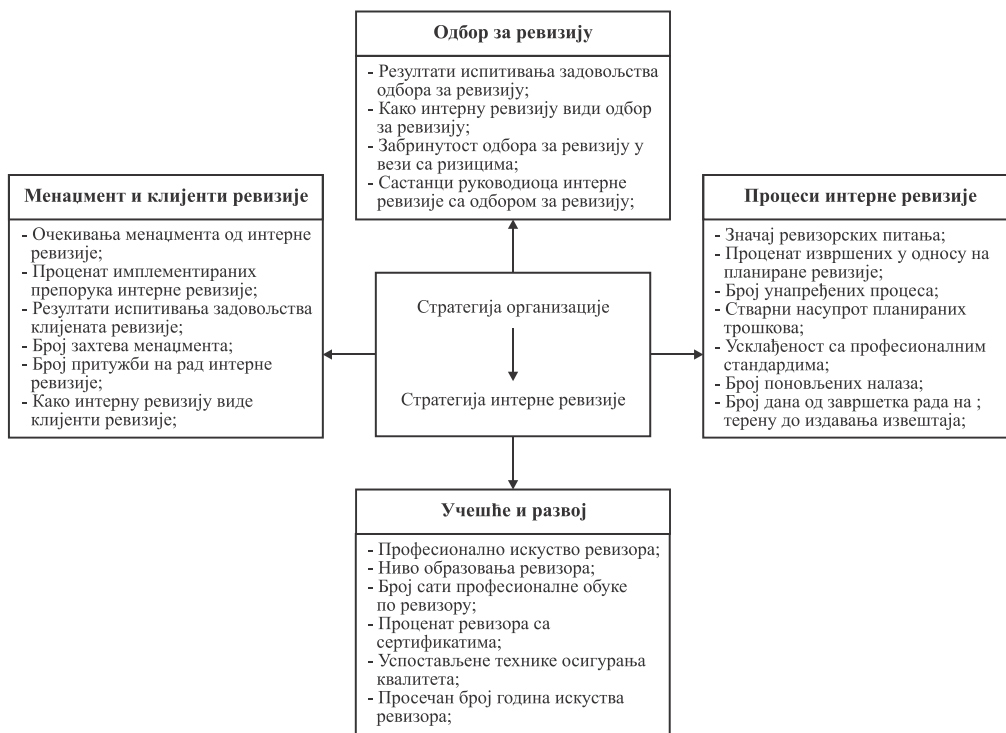 Одбор за ревизију
- Резултати испитивања задовољства
одбора за ревизију;
- Како интерну ревизију види одбор
за ревизију;
- Забринутост одбора за ревизију у
вези са ризицима;
- Састанци руководиоца интерне
ревизије са одбором за ревизију;
Менаџмент и клијенти ревизије
- Очекивања менаџмента од интерне
ревизије;
- Проценат имплементираних
препорука интерне ревизије;
- Резултати испитивања задовољства
клијената ревизије;
- Број захтева менаџмента;
- Број притужби на рад интерне
ревизије;
- Како интерну ревизију виде
клијенти ревизије;
Стратегија организације
Стратегија интерне ревизије
Процеси интерне ревизије
- Значај ревизорских питања;
- Проценат извршених у односу на
планиране ревизије;
- Број унапређених процеса;
- Стварни насупрот планираних
трошкова;
- Усклађеност са професионалним
стандардима;
- Број поновљених налаза;
- Број дана од завршетка рада на ;
терену до издавања извештаја;
Учешће и развој
- Професионално искуство ревизора;
- Ниво образовања ревизора;
- Број сати професионалне обуке
по ревизору;
- Проценат ревизора са
сертификатима;
- Успостављене технике осигурања
квалитета;
- Просечан број година искуства
ревизора;